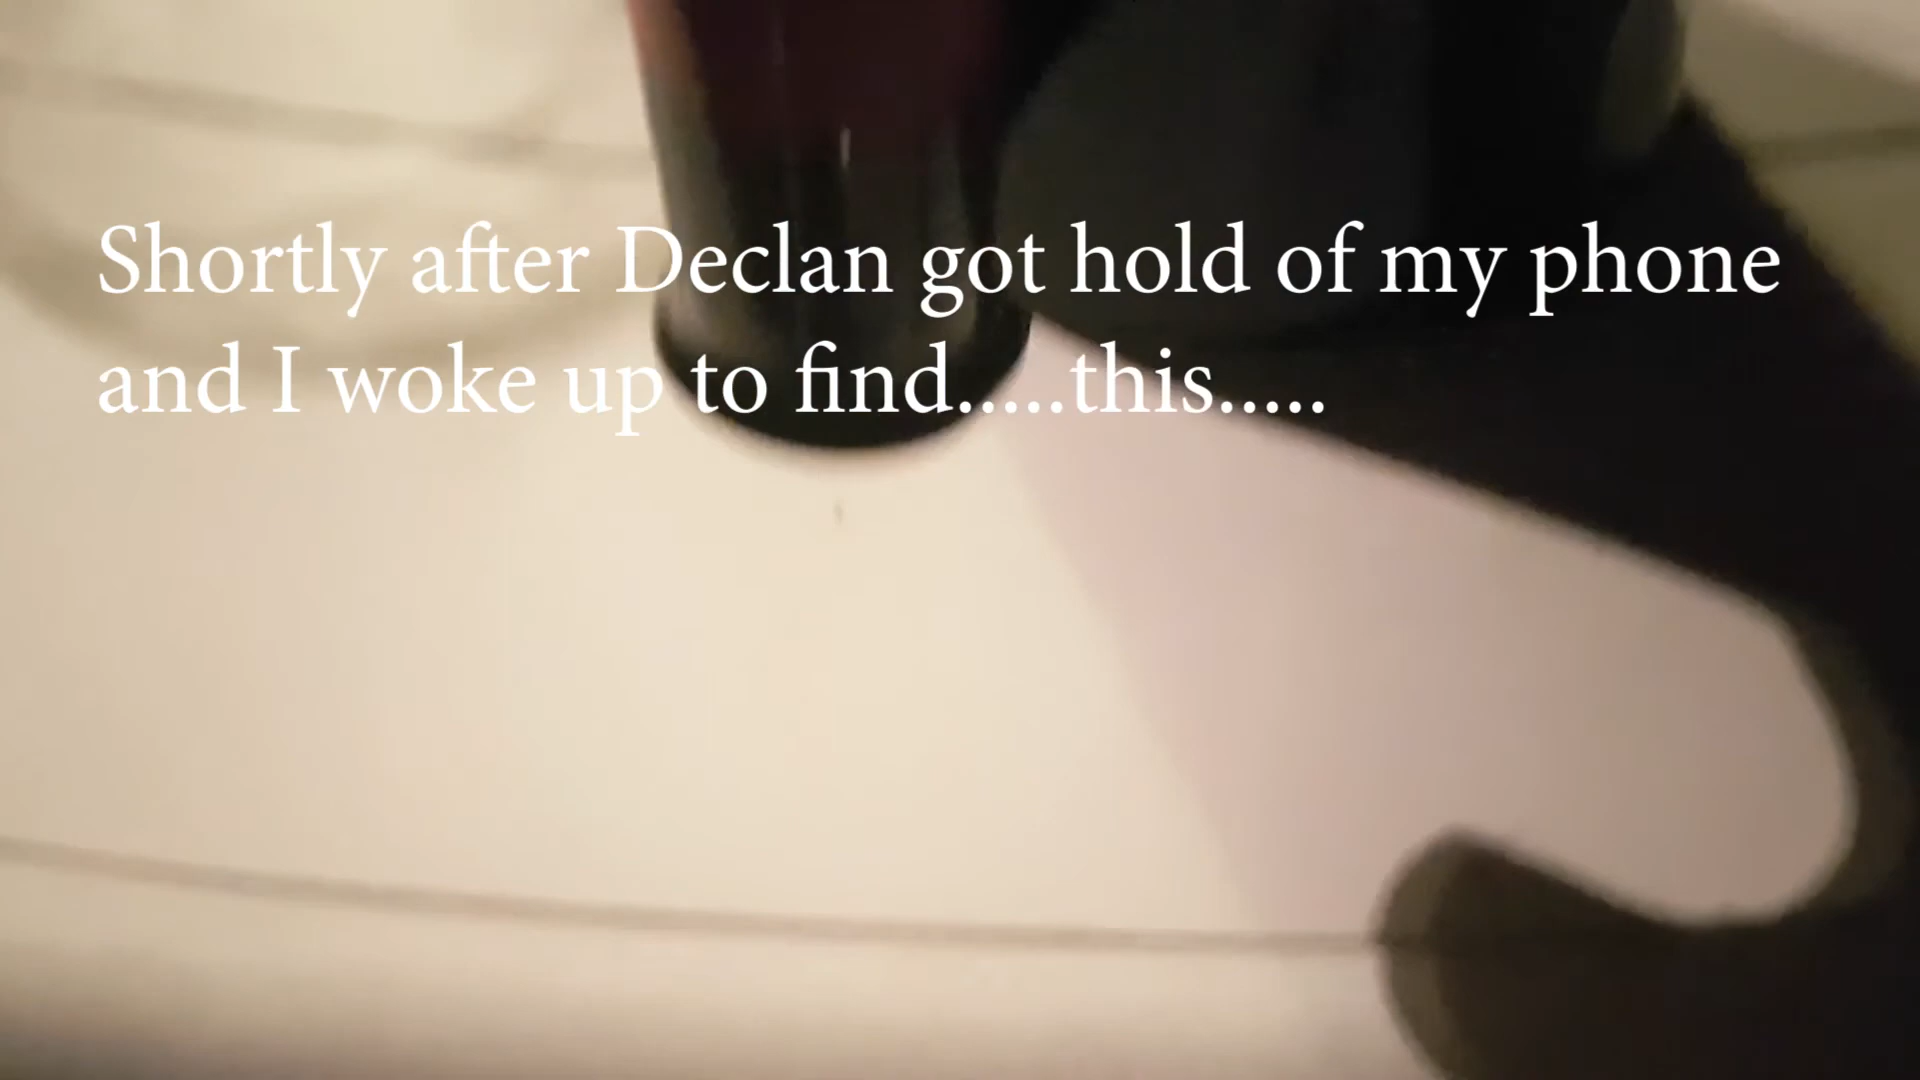 Shortly after Declan got hold of my phone
and I woke up to find.....this.....